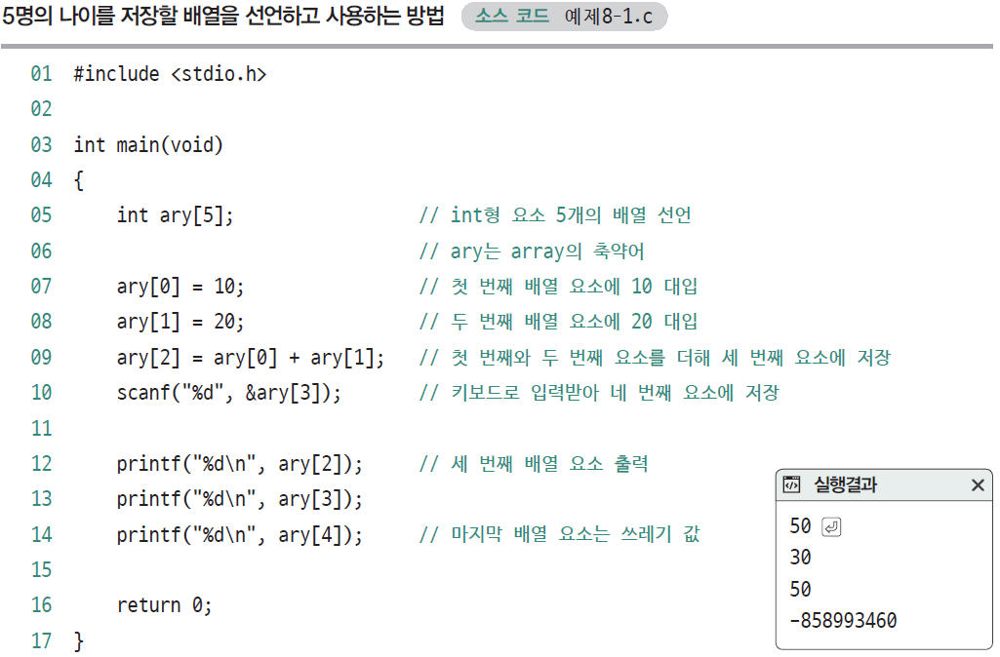 5명의 나이를 저장할 배열을 선언하고 사용하는 방법 소스 코드 예제8-1.c
01 #include <stdio.h>
02
03 int main(void)
04 {
05 int ary[5]; // int형 요소 5개의 배열 선언
06 // ary는 array의 축약어
07 ary[0] = 10; // 첫 번째 배열 요소에 10 대입
08 ary[1] = 20; // 두 번째 배열 요소에 20 대입
09 ary[2] = ary[0] + ary[1]; // 첫 번째와 두 번째 요소를 더해 세 번째 요소에 저장
10 scanf("%d", &ary[3]); // 키보드로 입력받아 네 번째 요소에 저장
11
12 printf("%d\n", ary[2]); // 세 번째 배열 요소 출력
13 printf("%d\n", ary[3]);
14 printf("%d\n", ary[4]); // 마지막 배열 요소는 쓰레기 값
15
16 return 0;
17 }
실행결과
50
30
50
-858993460